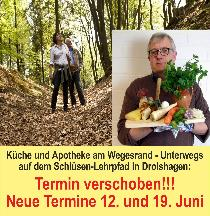 Küche und Apotheke am Wegesrand - Unterwegs
auf dem Schlüsen-Lehrpfad in Drolshagen:
Termin verschoben!!!
Neue Termine 12. und 19. Juni